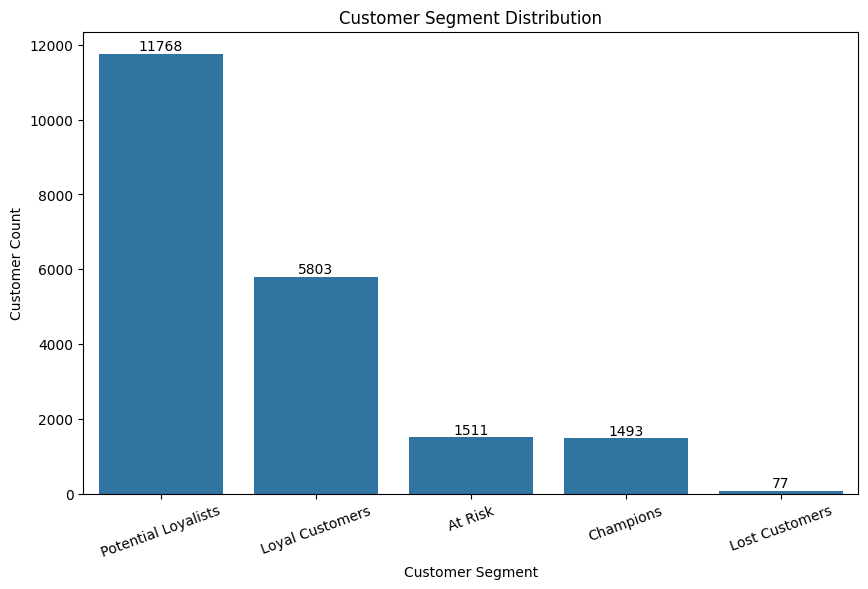 Customer Segment Distribution
Customer Count
12000
10000
8000
6000
4000
2000
0
11768
5803
1511
1493
77
Potential Loyalists
Loyal Customers
At Risk
Champions
Lost Customers
Customer Segment